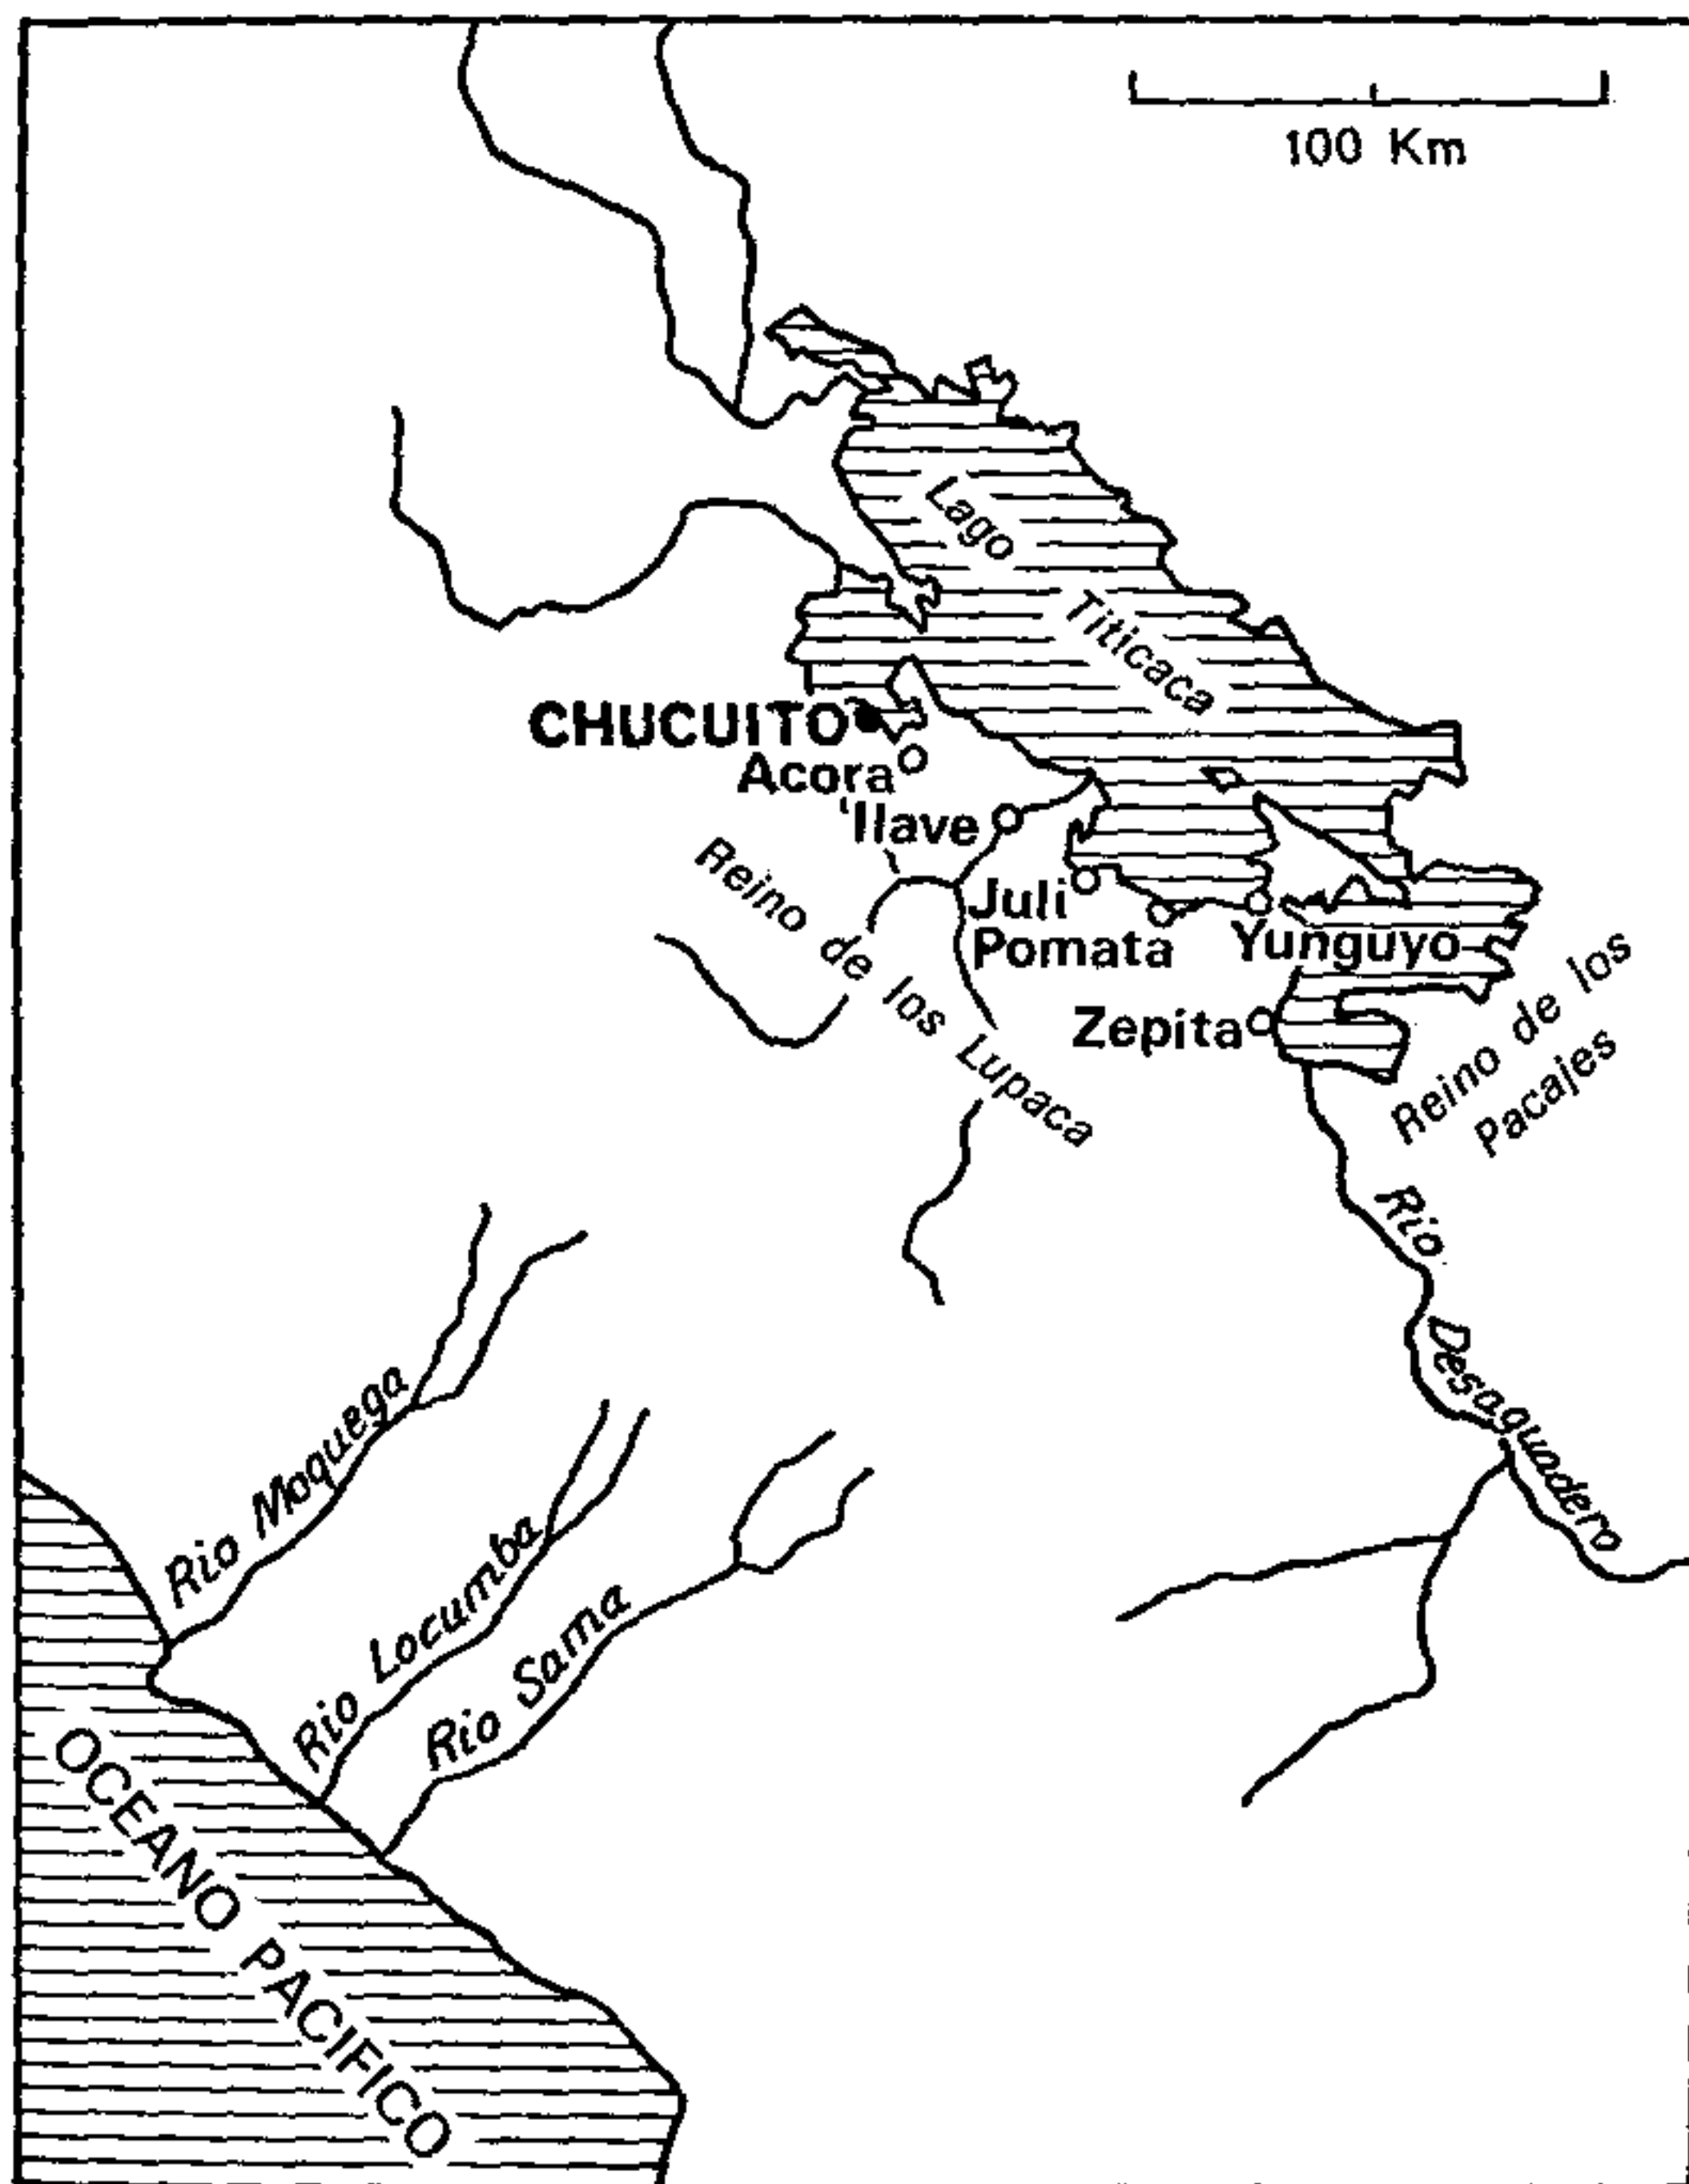 100 Km
Lago
Titicaca
CHUCUITO
Acora
'Ilave
Juli
Pomata
Yunguyo
Zepita
Reino de los Lupaca
Reino de los
Pacajes
Rio Desaguadero
Rio Moquega
Rio Locumba
Rio Sama
OCEANO PACIFICO